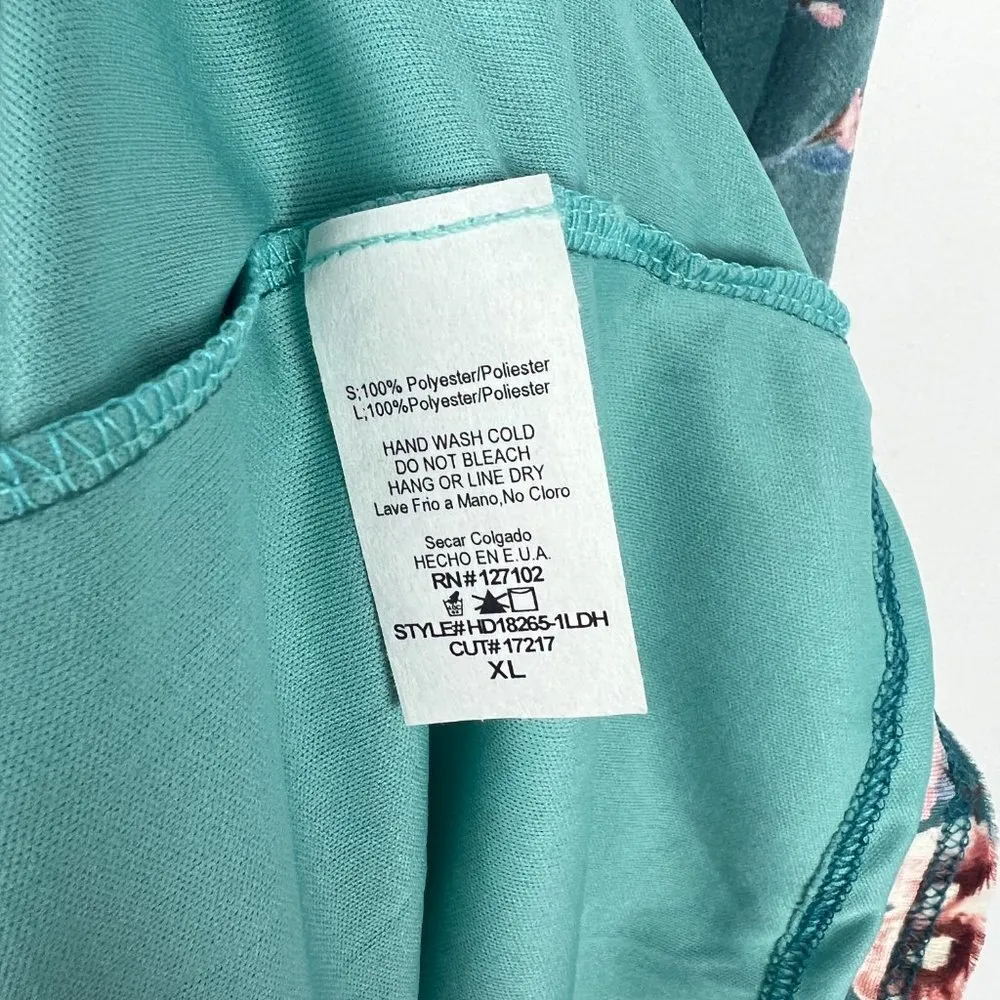 S;100% Polyester/Poliester
L;100%Polyester/Poliester
HAND WASH COLD
DO NOT BLEACH
HANG OR LINE DRY
Lave Frio a Mano,No Cloro
Secar Colgado
HECHO EN E.U.A.
RN#127102
STYLE#HD18265-1LDH
CUT#17217
XL